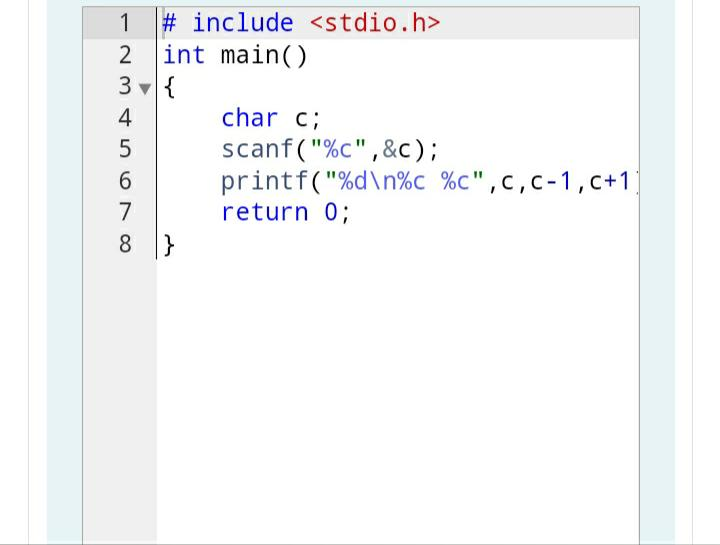 1 # include <stdio.h>
2 int main()
3 {
4 char c;
5 scanf("%c",&c);
6 printf("%d\n%c %c",c,c-1,c+1
7 return 0;
8 }